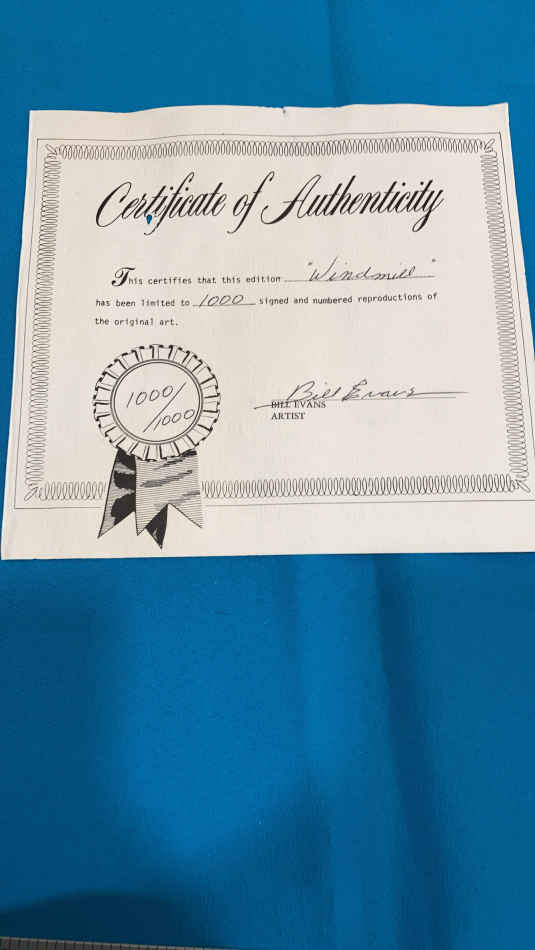 Certificate of Authenticity
This certifies that this edition "Windmill"
has been limited to 1000 signed and numbered reproductions of
the original art.
1000/1000
Bill Evans
BILL EVANS
ARTIST